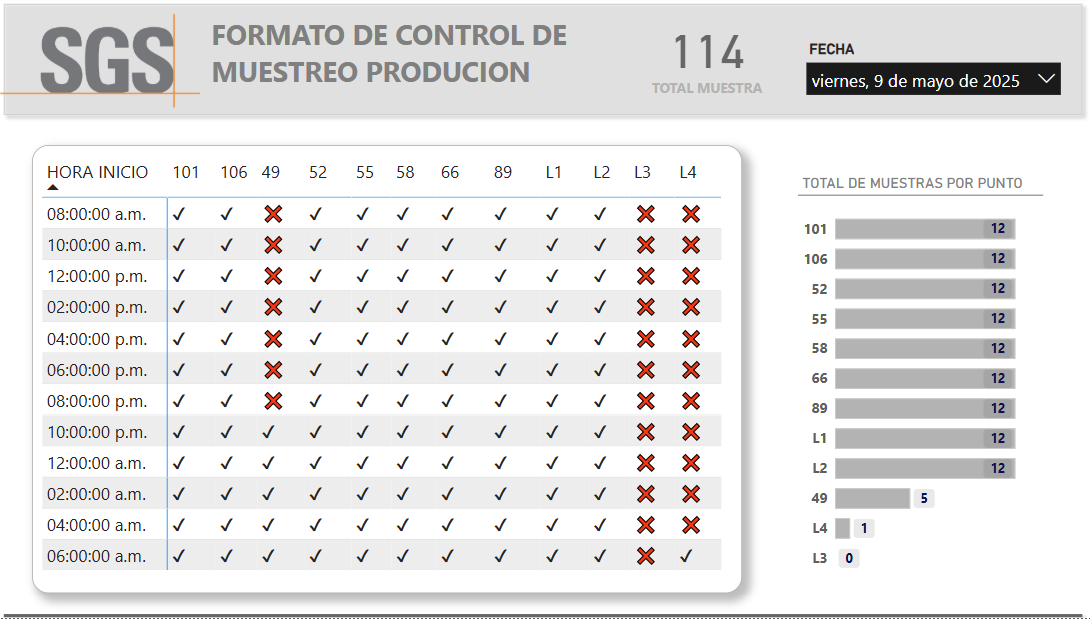 SGS
FORMATO DE CONTROL DE
MUESTREO PRODUCION
114
TOTAL MUESTRA
FECHA
viernes, 9 de mayo de 2025
HORA INICIO 101 106 49 52 55 58 66 89 L1 L2 L3 L4
08:00:00 a.m. ✓ ✓ ❌ ✓ ✓ ✓ ✓ ✓ ✓ ✓ ❌ ❌
10:00:00 a.m. ✓ ✓ ❌ ✓ ✓ ✓ ✓ ✓ ✓ ✓ ❌ ❌
12:00:00 p.m. ✓ ✓ ❌ ✓ ✓ ✓ ✓ ✓ ✓ ✓ ❌ ❌
02:00:00 p.m. ✓ ✓ ❌ ✓ ✓ ✓ ✓ ✓ ✓ ✓ ❌ ❌
04:00:00 p.m. ✓ ✓ ❌ ✓ ✓ ✓ ✓ ✓ ✓ ✓ ❌ ❌
06:00:00 p.m. ✓ ✓ ❌ ✓ ✓ ✓ ✓ ✓ ✓ ✓ ❌ ❌
08:00:00 p.m. ✓ ✓ ❌ ✓ ✓ ✓ ✓ ✓ ✓ ✓ ❌ ❌
10:00:00 p.m. ✓ ✓ ✓ ✓ ✓ ✓ ✓ ✓ ✓ ✓ ❌ ❌
12:00:00 a.m. ✓ ✓ ✓ ✓ ✓ ✓ ✓ ✓ ✓ ✓ ❌ ❌
02:00:00 a.m. ✓ ✓ ✓ ✓ ✓ ✓ ✓ ✓ ✓ ✓ ❌ ❌
04:00:00 a.m. ✓ ✓ ✓ ✓ ✓ ✓ ✓ ✓ ✓ ✓ ❌ ❌
06:00:00 a.m. ✓ ✓ ✓ ✓ ✓ ✓ ✓ ✓ ✓ ✓ ❌ ✓
TOTAL DE MUESTRAS POR PUNTO
101 12
106 12
52 12
55 12
58 12
66 12
89 12
L1 12
L2 12
49 5
L4 1
L3 0